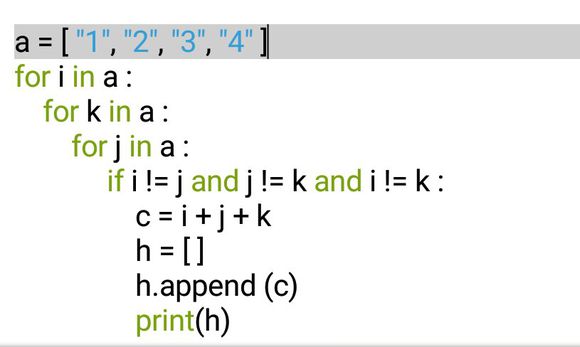 a = [ "1", "2", "3", "4" ]
for i in a :
for k in a :
for j in a :
if i != j and j != k and i != k :
c = i + j + k
h = [ ]
h.append (c)
print(h)